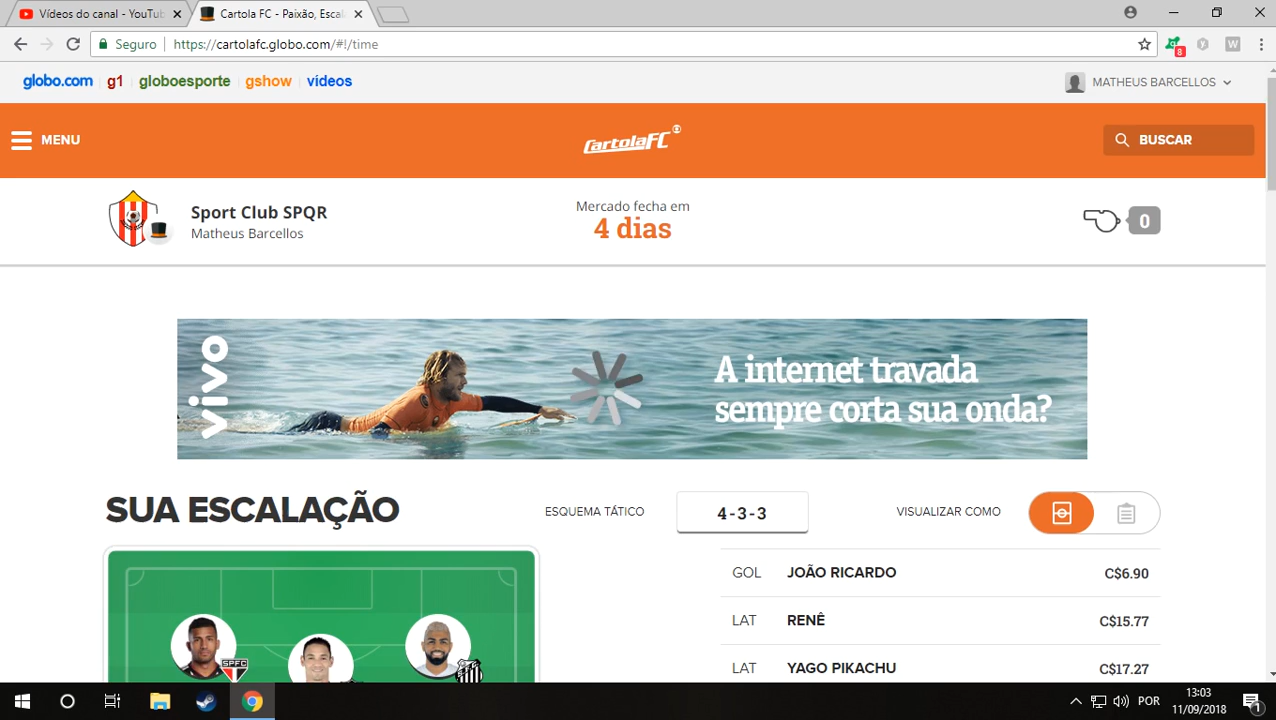 Vídeos do canal - YouTub
Cartola FC - Paixão, Escal
Seguro
https://cartolafc.globo.com/#!/time
8
W
globo.com g1 globoesporte gshow videos
MATHEUS BARCELLOS
MENU
CartolaFC
BUSCAR
Sport Club SPQR
Matheus Barcellos
Mercado fecha em
4 dias
0
vivo
A internet travada
sempre corta sua onda?
SUA ESCALAÇÃO
ESQUEMA TÁTICO
4-3-3
VISUALIZAR COMO
GOL JOÃO RICARDO C$6.90
LAT RENÊ C$15.77
LAT YAGO PIKACHU C$17.27
SPFC
POR
13:03
11/09/2018
1